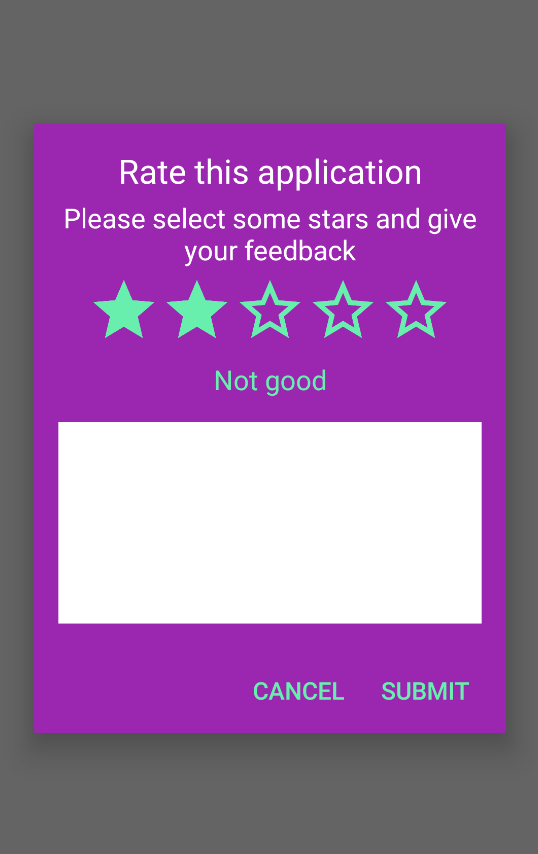 Rate this application
Please select some stars and give
your feedback
Not good
CANCEL SUBMIT